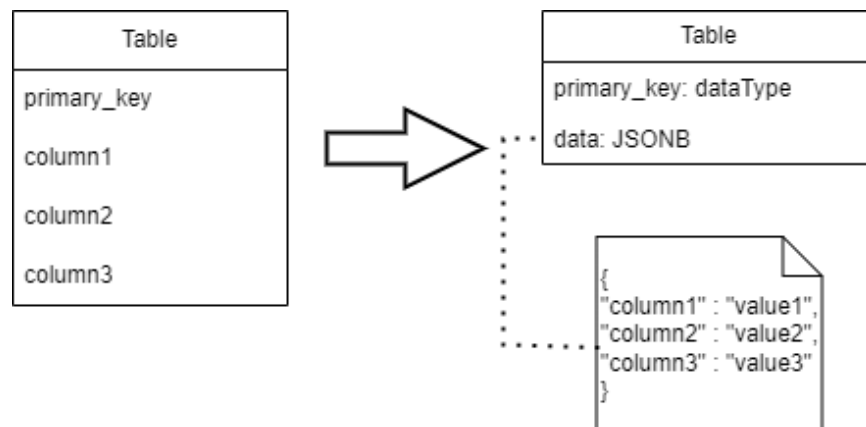 Table
primary_key
column1
column2
column3
Table
primary_key: dataType
data: JSONB
{
"column1" : "value1",
"column2" : "value2",
"column3" : "value3"
}